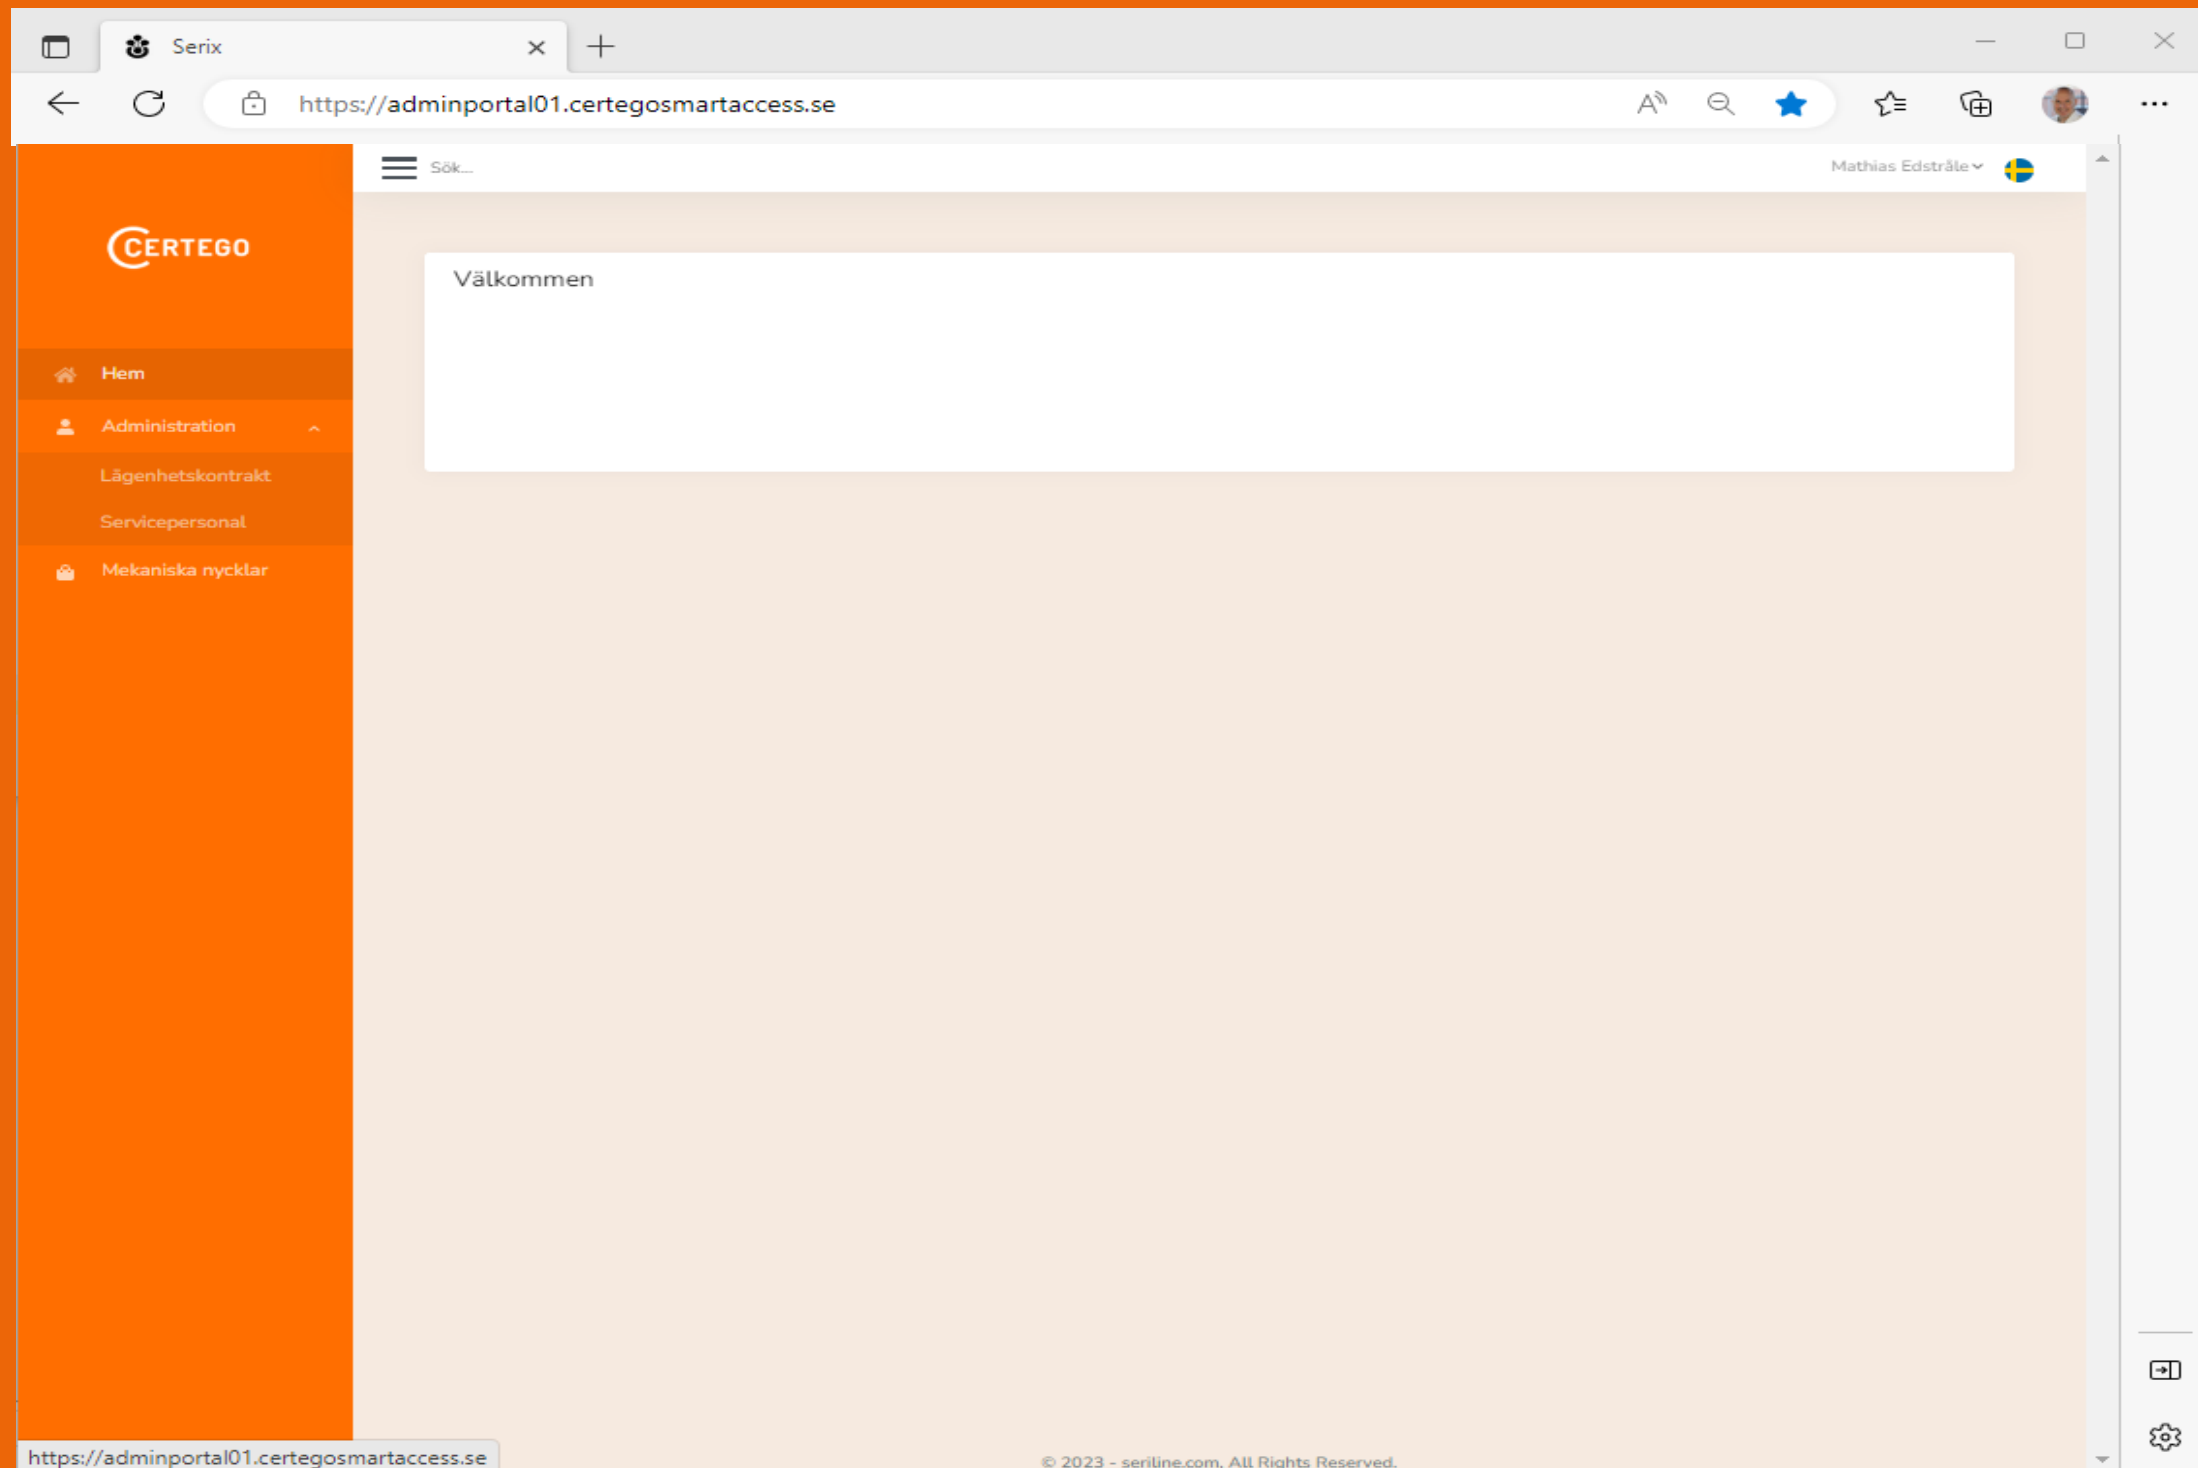 Serix
https://adminportal01.certegosmartaccess.se
Sök...
Mathias Edstråle
CERTEGO
Välkommen
Hem
Administration
Lägenhetskontrakt
Servicepersonal
Mekaniska nycklar
https://adminportal01.certegosmartaccess.se
© 2023 - seriline.com, All Rights Reserved.